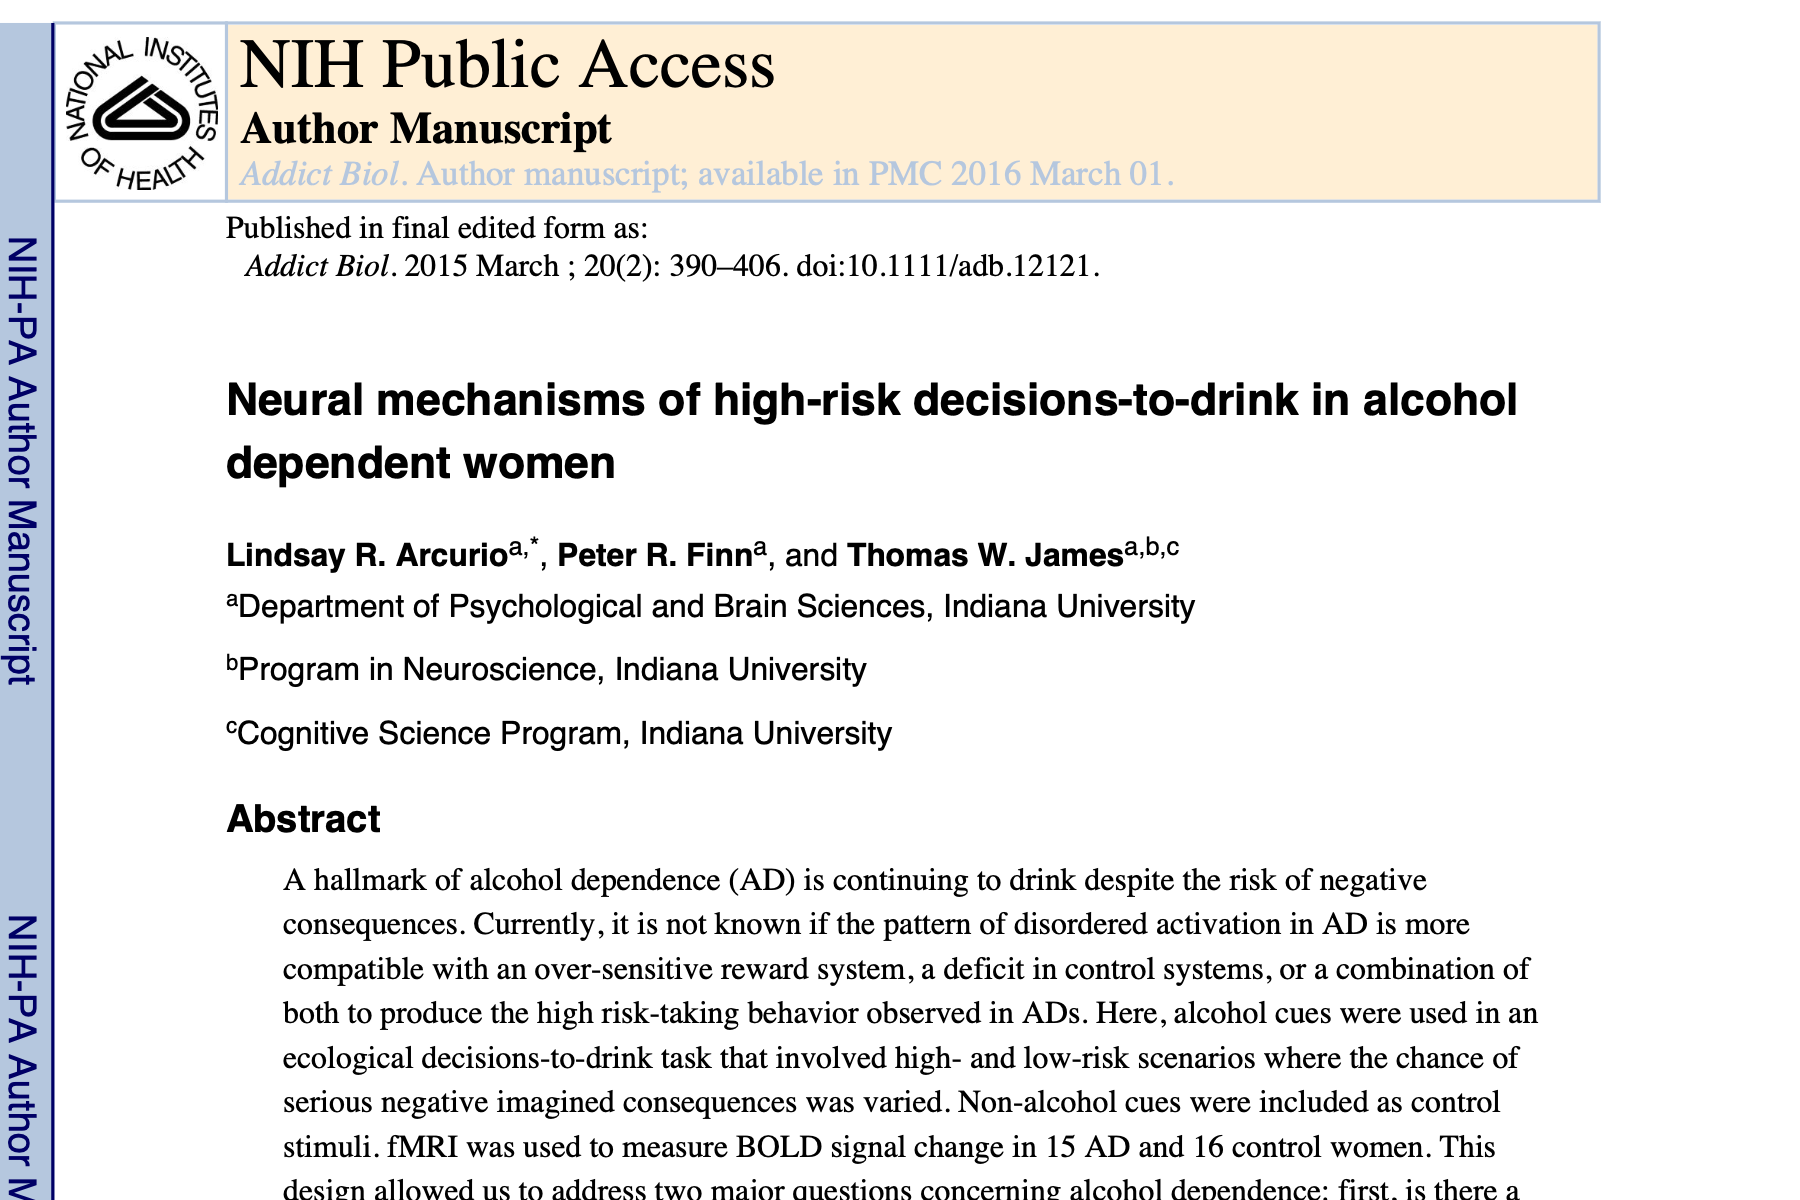 NATIONAL INSTITUTES
OF HEALTH
NIH Public Access
Author Manuscript
Addict Biol. Author manuscript; available in PMC 2016 March 01.
Published in final edited form as:
Addict Biol. 2015 March ; 20(2): 390–406. doi:10.1111/adb.12121.
Neural mechanisms of high-risk decisions-to-drink in alcohol
dependent women
Lindsay R. Arcurioa,*, Peter R. Finna, and Thomas W. Jamesa,b,c
aDepartment of Psychological and Brain Sciences, Indiana University
bProgram in Neuroscience, Indiana University
cCognitive Science Program, Indiana University
Abstract
A hallmark of alcohol dependence (AD) is continuing to drink despite the risk of negative
consequences. Currently, it is not known if the pattern of disordered activation in AD is more
compatible with an over-sensitive reward system, a deficit in control systems, or a combination of
both to produce the high risk-taking behavior observed in ADs. Here, alcohol cues were used in an
ecological decisions-to-drink task that involved high- and low-risk scenarios where the chance of
serious negative imagined consequences was varied. Non-alcohol cues were included as control
stimuli. fMRI was used to measure BOLD signal change in 15 AD and 16 control women. This
design allowed us to address two major questions concerning alcohol dependence: first, is there a
NIH-PA Author Manuscript
NIH-PA Author M